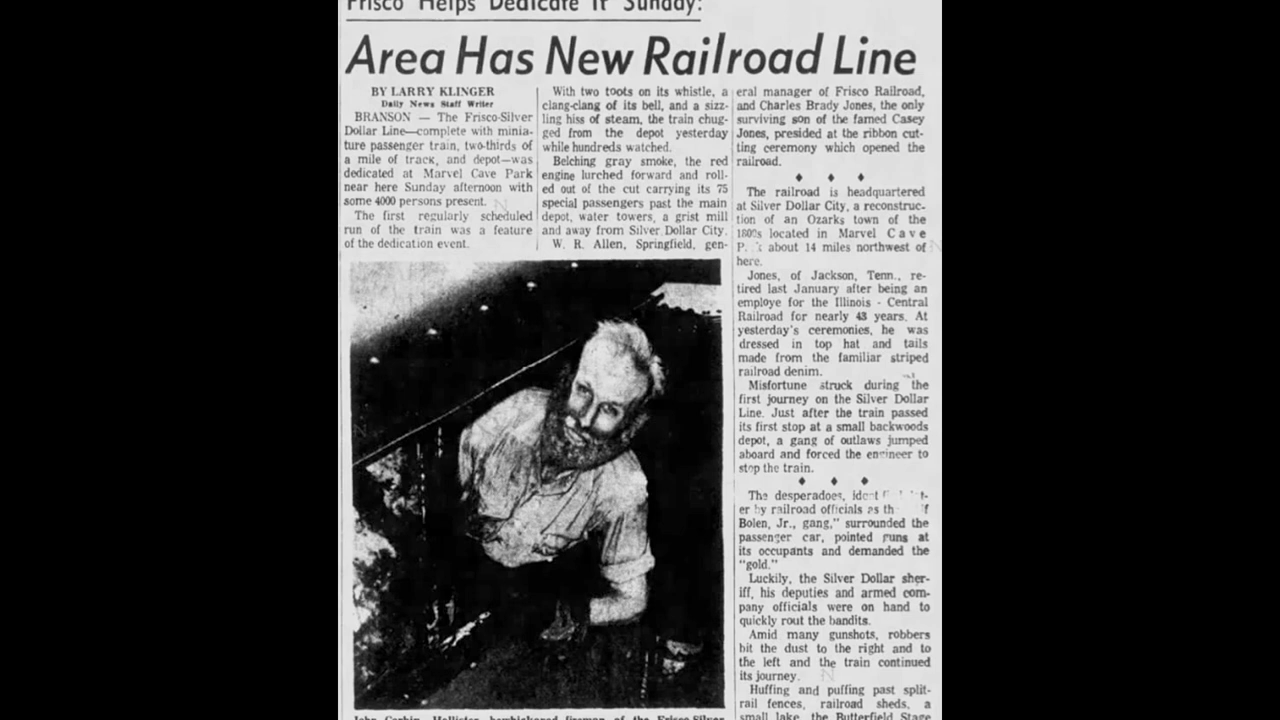 Frisco Helps Dedicate It Sunday:
Area Has New Railroad Line
BY LARRY KLINGER
Daily News Staff Writer
BRANSON — The Frisco-Silver
Dollar Line—complete with minia-
ture passenger train, two-thirds of
a mile of track, and depot—was
dedicated at Marvel Cave Park
near here Sunday afternoon with
some 4000 persons present.
The first regularly scheduled
run of the train was a feature
of the dedication event.
With two toots on its whistle, a
clang-clang of its bell, and a sizz-
ling hiss of steam, the train chug-
ged from the depot yesterday
while hundreds watched.
Belching gray smoke, the red
engine lurched forward and roll-
ed out of the cut carrying its 75
special passengers past the main
depot, water towers, a grist mill
and away from Silver Dollar City.
W. R. Allen, Springfield, gen-
eral manager of Frisco Railroad,
and Charles Brady Jones, the only
surviving son of the famed Casey
Jones, presided at the ribbon cut-
ting ceremony which opened the
railroad.
♦ ♦ ♦
The railroad is headquartered
at Silver Dollar City, a reconstruc-
tion of an Ozarks town of the
1800s located in Marvel Cave
about 14 miles northwest of
here.
Jones, of Jackson, Tenn., re-
tired last January after being an
employe for the Illinois - Central
Railroad for nearly 43 years. At
yesterday's ceremonies, he was
dressed in top hat and tails
made from the familiar striped
railroad denim.
Misfortune struck during the
first journey on the Silver Dollar
Line. Just after the train passed
its first stop at a small backwoods
depot, a gang of outlaws jumped
aboard and forced the engineer to
stop the train.
♦ ♦ ♦
The desperadoes,
er by railroad officials as
Bolen, Jr., gang," surrounded the
passenger car, pointed guns at
its occupants and demanded the
"gold."
Luckily, the Silver Dollar sher-
iff, his deputies and armed com-
pany officials were on hand to
quickly rout the bandits.
Amid many gunshots, robbers
bit the dust to the right and to
the left and the train continued
its journey.
Huffing and puffing past split-
rail fences, railroad sheds, a
small lake, the Butterfield Stage
John Corbin, Hollister, bewhiskered fireman of the Frisco-Silver